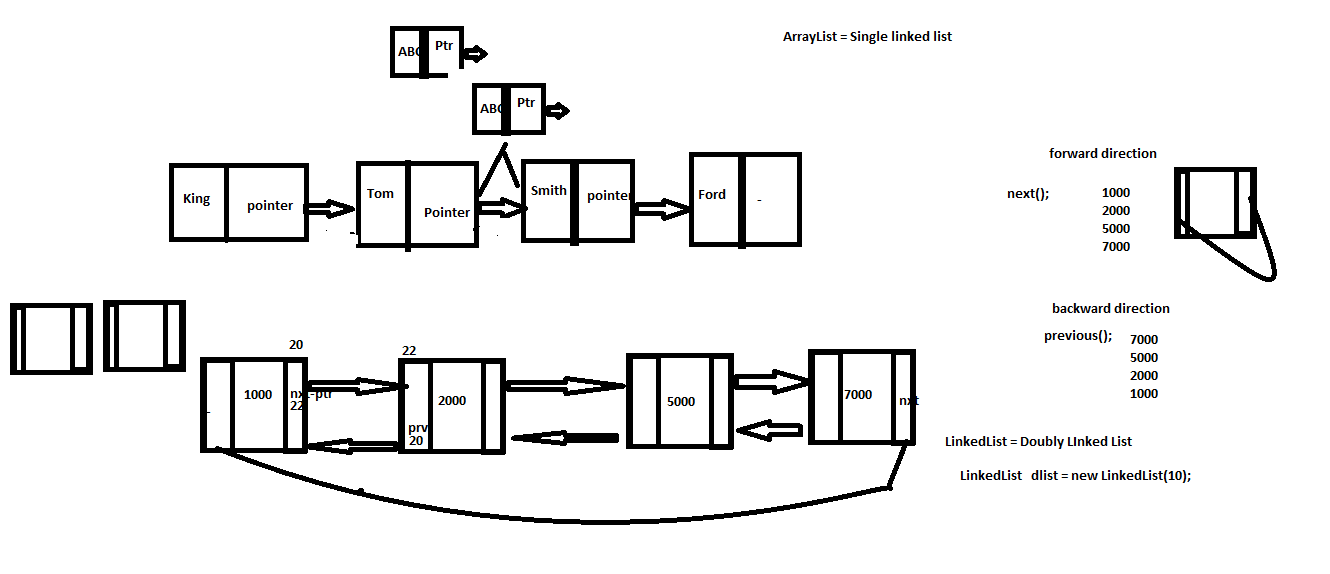 ArrayList = Single linked list
ABC Ptr
ABC Ptr
King pointer
Tom Pointer
Smith pointer
Ford -
forward direction
next();
1000
2000
5000
7000
backward direction
previous();
7000
5000
2000
1000
20
22
- 1000 nxt-ptr
22
2000
prv
20
5000
7000 nxt
LinkedList = Doubly LInked List
LinkedList dlist = new LinkedList(10);